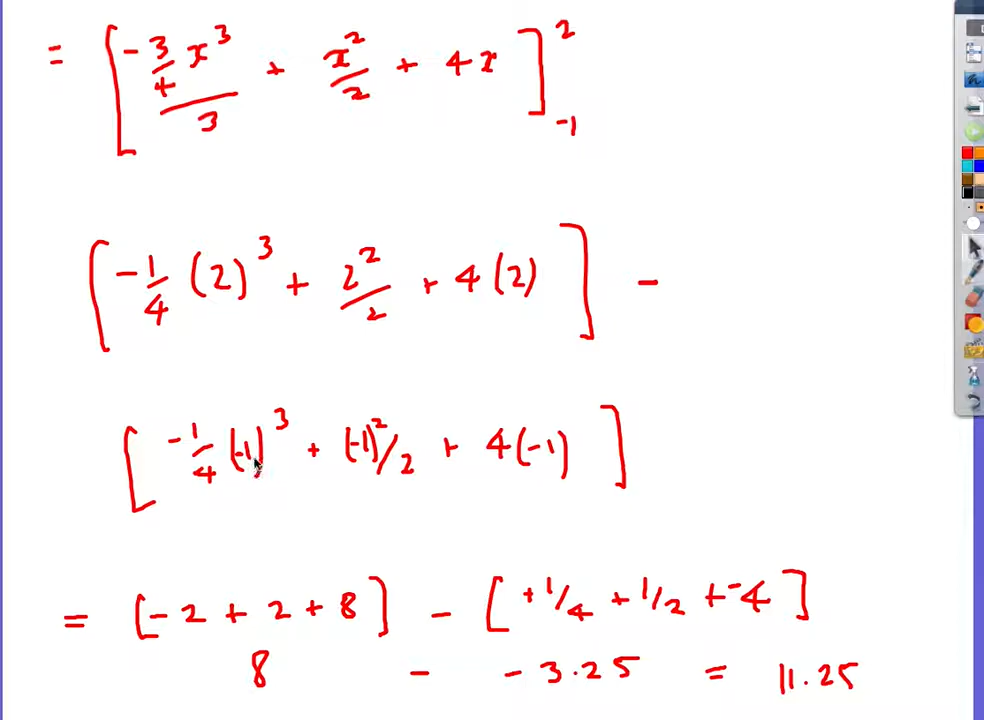 = [ -3/4 x^3 / 3 + x^2/2 + 4x ]^2_-1
[ -1/4 (2)^3 + 2^2/2 + 4(2) ] -
[ -1/4 (-1)^3 + (-1)^2/2 + 4(-1) ]
= [-2 + 2 + 8] - [+1/4 + 1/2 + -4]
8 - -3.25 = 11.25